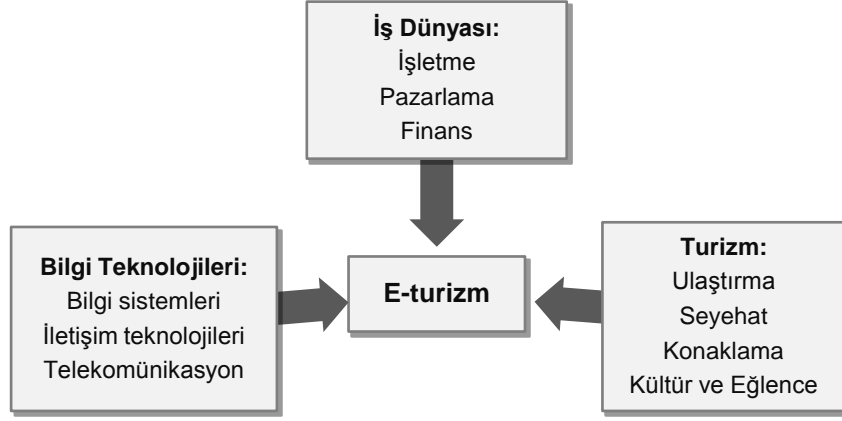 İş Dünyası:
İşletme
Pazarlama
Finans
Bilgi Teknolojileri:
Bilgi sistemleri
İletişim teknolojileri
Telekomünikasyon
E-turizm
Turizm:
Ulaştırma
Seyehat
Konaklama
Kültür ve Eğlence